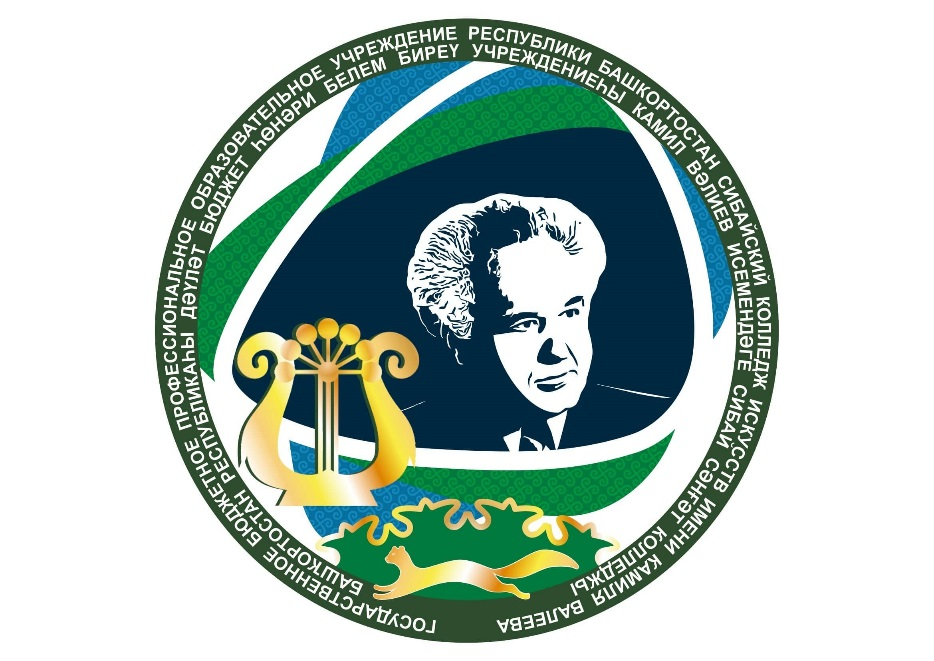 ГОСУДАРСТВЕННОЕ БЮДЖЕТНОЕ ПРОФЕССИОНАЛЬНОЕ ОБРАЗОВАТЕЛЬНОЕ УЧРЕЖДЕНИЕ РЕСПУБЛИКИ БАШКОРТОСТАН СИБАЙСКИЙ КОЛЛЕДЖ ИСКУССТВ ИМЕНИ КАМИЛЯ ВАЛЕЕВА
БАШҠОРТОСТАН РЕСПУБЛИКАҺЫ ДӘҮЛӘТ БЮДЖЕТ ҺӨНӘРИ БЕЛЕМ БИРЕҮ УЧРЕЖДЕНИЕҺЫ КАМИЛ ВӘЛИЕВ ИСЕМЕНДӘГЕ СИБАЙ СӘНҒӘТ КОЛЛЕДЖЫ